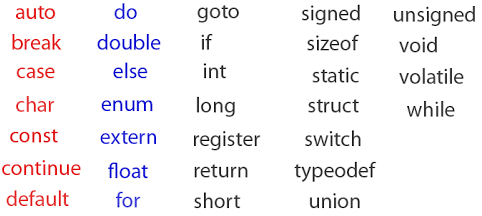 auto do goto signed unsigned
break double if sizeof void
case else int static volatile
char enum long struct while
const extern register switch
continue float return typeodef
default for short union